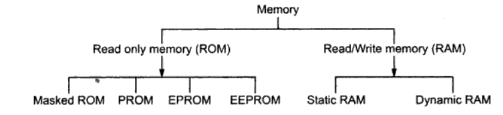 Memory
Read only memory (ROM) Read/Write memory (RAM)
Masked ROM PROM EPROM EEPROM Static RAM Dynamic RAM